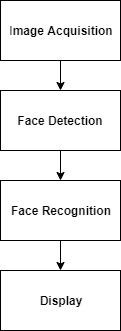 Image Acquisition
Face Detection
Face Recognition
Display